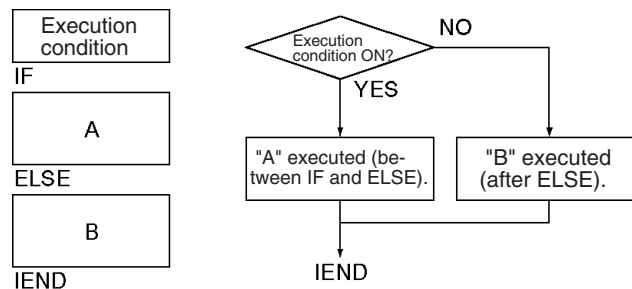 Execution
condition
IF
A
ELSE
B
IEND
Execution
condition ON?
NO
YES
"A" executed (be-
tween IF and ELSE).
"B" executed
(after ELSE).
IEND